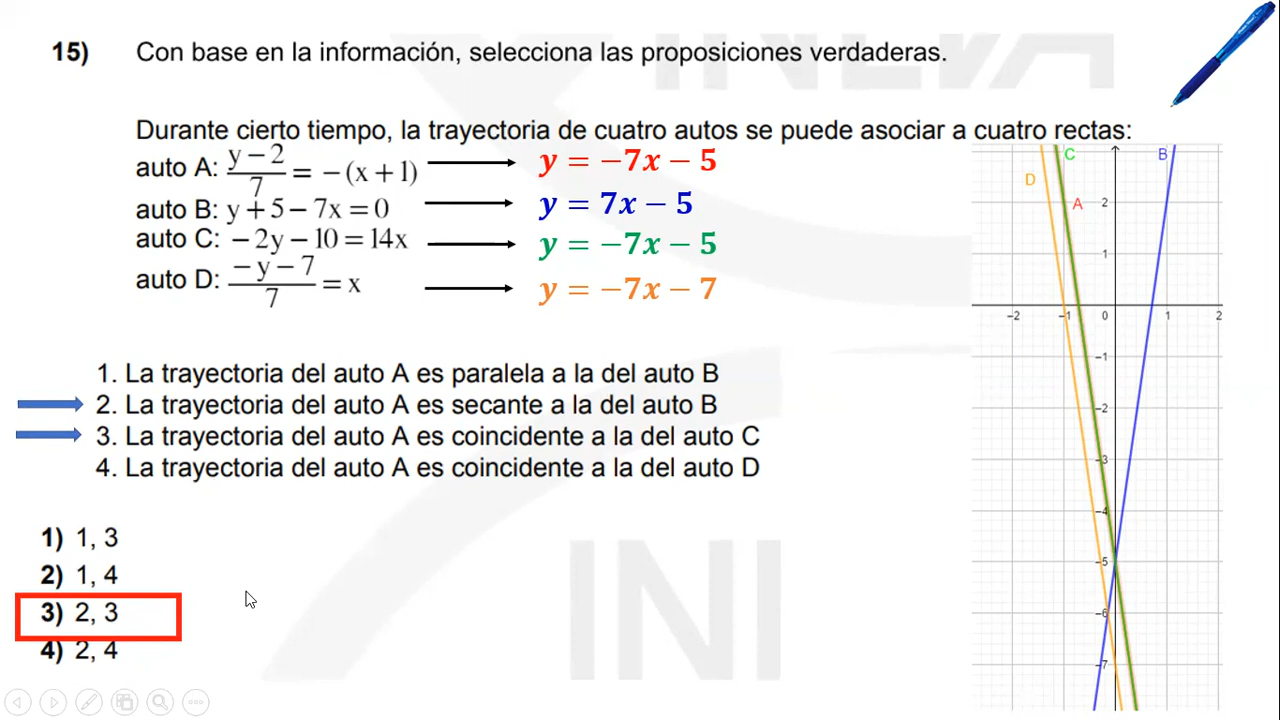 15) Con base en la información, selecciona las proposiciones verdaderas.
Durante cierto tiempo, la trayectoria de cuatro autos se puede asociar a cuatro rectas:
auto A: (y − 2)/7 = −(x + 1) y = −7x − 5
auto B: y + 5 − 7x = 0 y = 7x − 5
auto C: −2y − 10 = 14x y = −7x − 5
auto D: (−y − 7)/7 = x y = −7x − 7
1. La trayectoria del auto A es paralela a la del auto B
2. La trayectoria del auto A es secante a la del auto B
3. La trayectoria del auto A es coincidente a la del auto C
4. La trayectoria del auto A es coincidente a la del auto D
1) 1, 3
2) 1, 4
3) 2, 3
4) 2, 4
C B
D
A 2
1
−2 −1 0 1 2
−1
−2
−3
−4
−5
−6
−7
INI